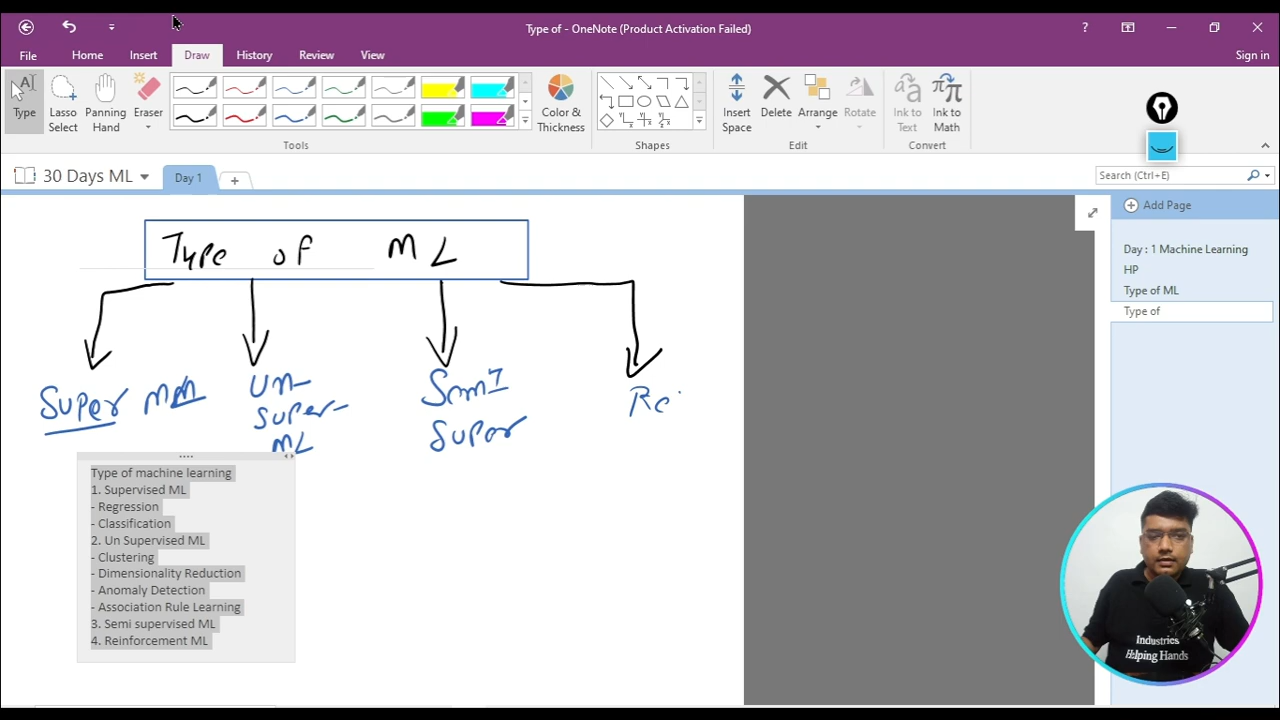 Type of - OneNote (Product Activation Failed)
?
File Home Insert Draw History Review View Sign in
Type
Lasso Select
Panning Hand
Eraser
Color & Thickness
Insert Space
Delete
Arrange
Rotate
Ink to Text
Ink to Math
Tools Shapes Edit Convert
30 Days ML Day 1 +
Search (Ctrl+E)
Add Page
Day : 1 Machine Learning
HP
Type of ML
Type of
Type of ML
Super ML
Un-
Super-
ML
Semi
Super
Re
Type of machine learning
1. Supervised ML
- Regression
- Classification
2. Un Supervised ML
- Clustering
- Dimensionality Reduction
- Anomaly Detection
- Association Rule Learning
3. Semi supervised ML
4. Reinforcement ML
Industries
Helping Hands